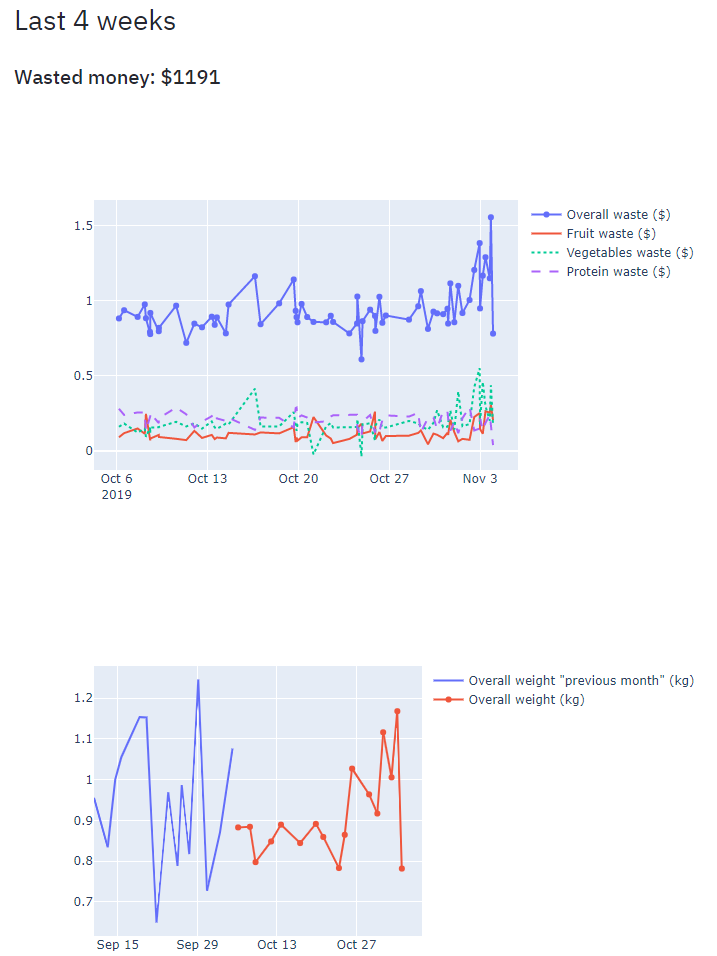 Last 4 weeks
Wasted money: $1191
1.5
1
0.5
0
Oct 6
2019
Oct 13
Oct 20
Oct 27
Nov 3
Overall waste ($)
Fruit waste ($)
Vegetables waste ($)
Protein waste ($)
1.2
1.1
1
0.9
0.8
0.7
Sep 15
Sep 29
Oct 13
Oct 27
Overall weight "previous month" (kg)
Overall weight (kg)